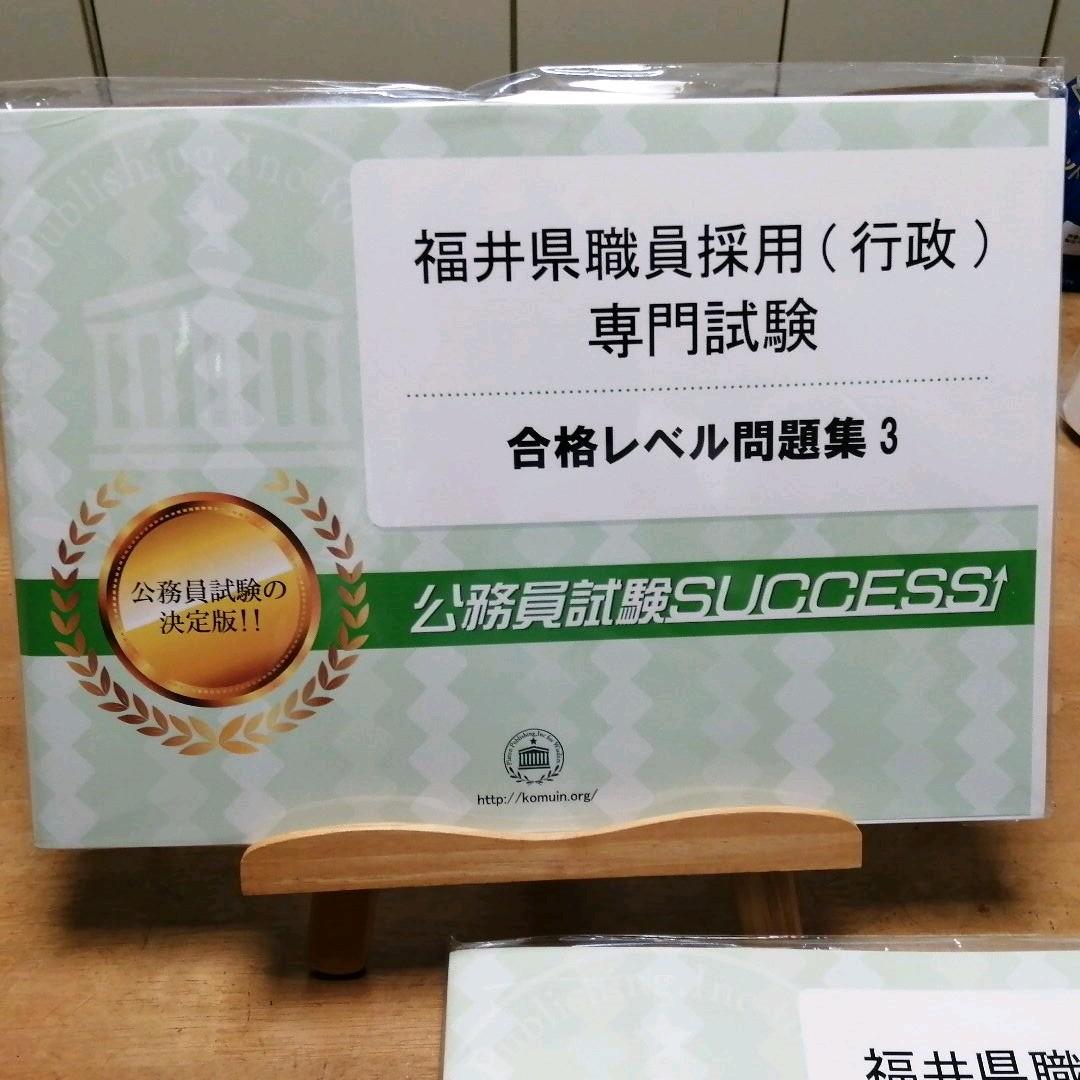 福井県職員採用(行政)
専門試験
合格レベル問題集3
公務員試験の
決定版!!
公務員試験SUCCESS
http://komuin.org/
福井県職